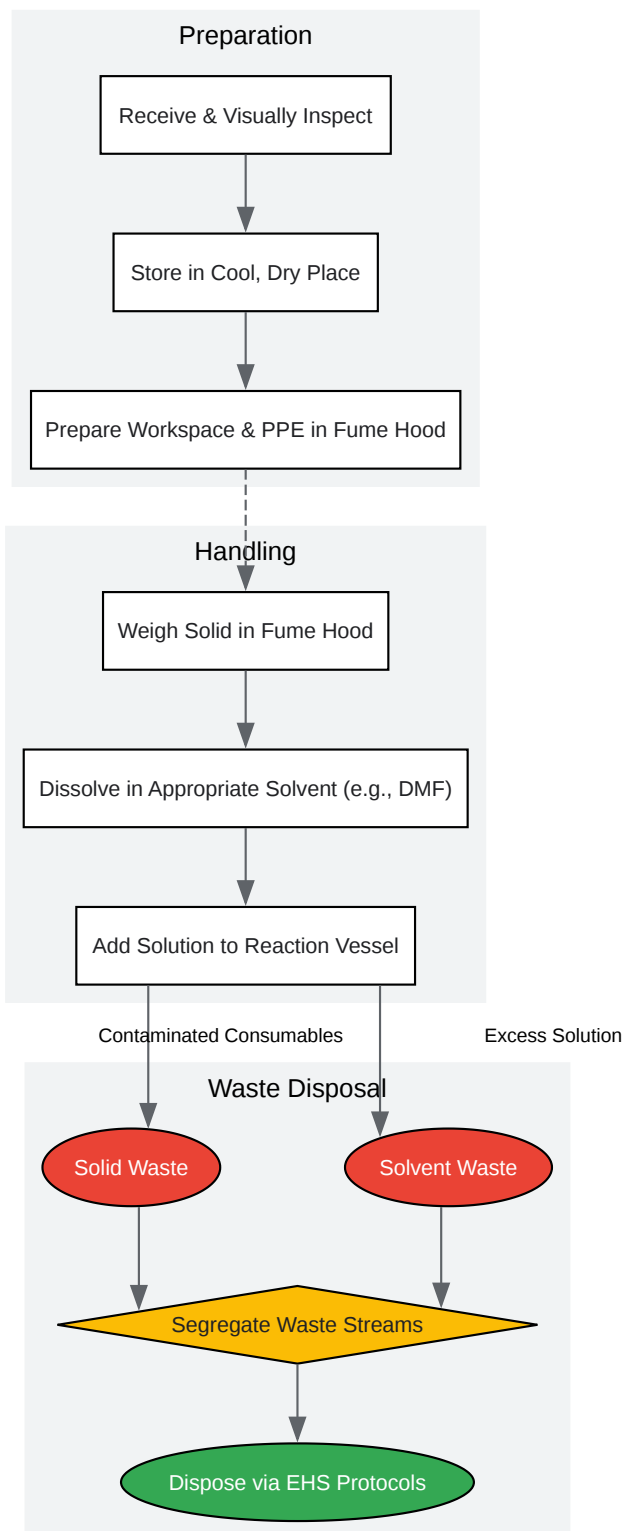 Preparation
Receive & Visually Inspect
Store in Cool, Dry Place
Prepare Workspace & PPE in Fume Hood
Handling
Weigh Solid in Fume Hood
Dissolve in Appropriate Solvent (e.g., DMF)
Add Solution to Reaction Vessel
Contaminated Consumables
Excess Solution
Waste Disposal
Solid Waste
Solvent Waste
Segregate Waste Streams
Dispose via EHS Protocols